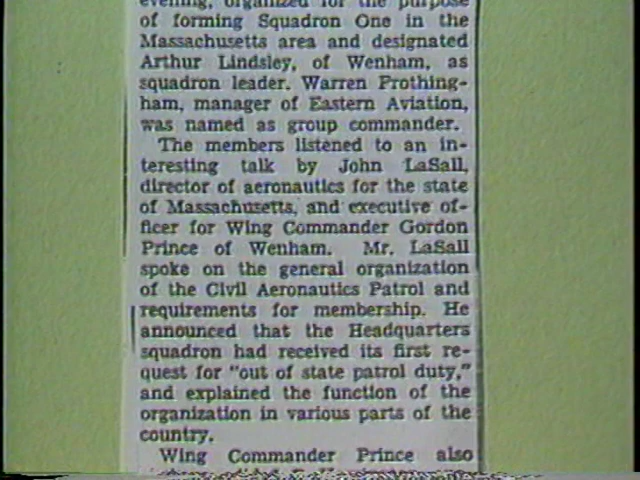 evening, organized for the purpose
of forming Squadron One in the
Massachusetts area and designated
Arthur Lindsley, of Wenham, as
squadron leader. Warren Prothing-
ham, manager of Eastern Aviation,
was named as group commander.
The members listened to an in-
teresting talk by John LaSall,
director of aeronautics for the state
of Massachusetts, and executive of-
ficer for Wing Commander Gordon
Prince of Wenham. Mr. LaSall
spoke on the general organization
of the Civil Aeronautics Patrol and
requirements for membership. He
announced that the Headquarters
squadron had received its first re-
quest for "out of state patrol duty,"
and explained the function of the
organization in various parts of the
country.
Wing Commander Prince also